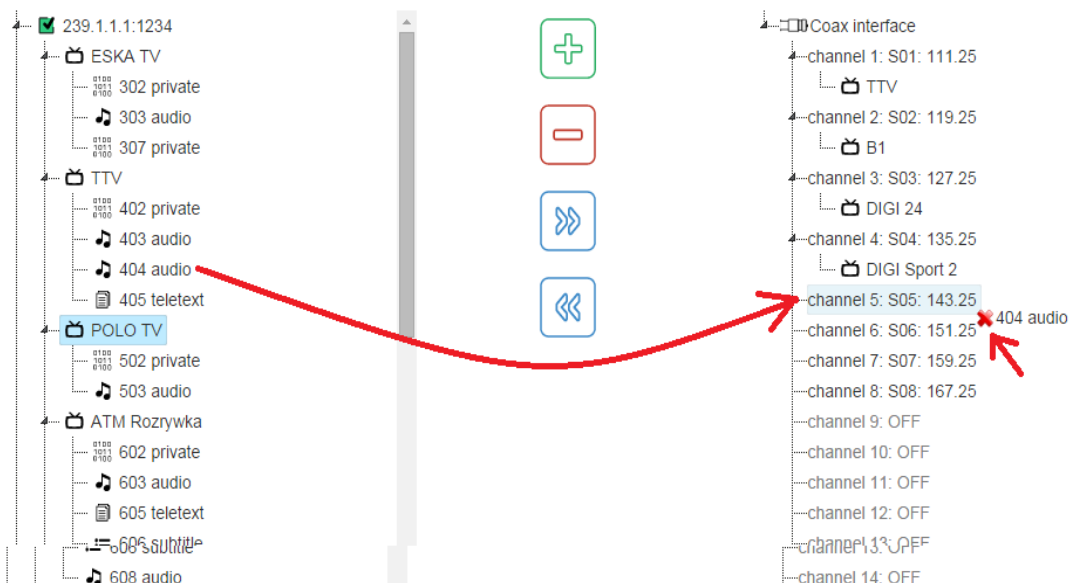 239.1.1.1:1234
ESKA TV
302 private
303 audio
307 private
TTV
402 private
403 audio
404 audio
405 teletext
POLO TV
502 private
503 audio
ATM Rozrywka
602 private
603 audio
605 teletext
606 subtitle
608 audio
Coax interface
channel 1: S01: 111.25
TTV
channel 2: S02: 119.25
B1
channel 3: S03: 127.25
DIGI 24
channel 4: S04: 135.25
DIGI Sport 2
channel 5: S05: 143.25
404 audio
channel 6: S06: 151.25
channel 7: S07: 159.25
channel 8: S08: 167.25
channel 9: OFF
channel 10: OFF
channel 11: OFF
channel 12: OFF
channel 13: OFF
channel 14: OFF